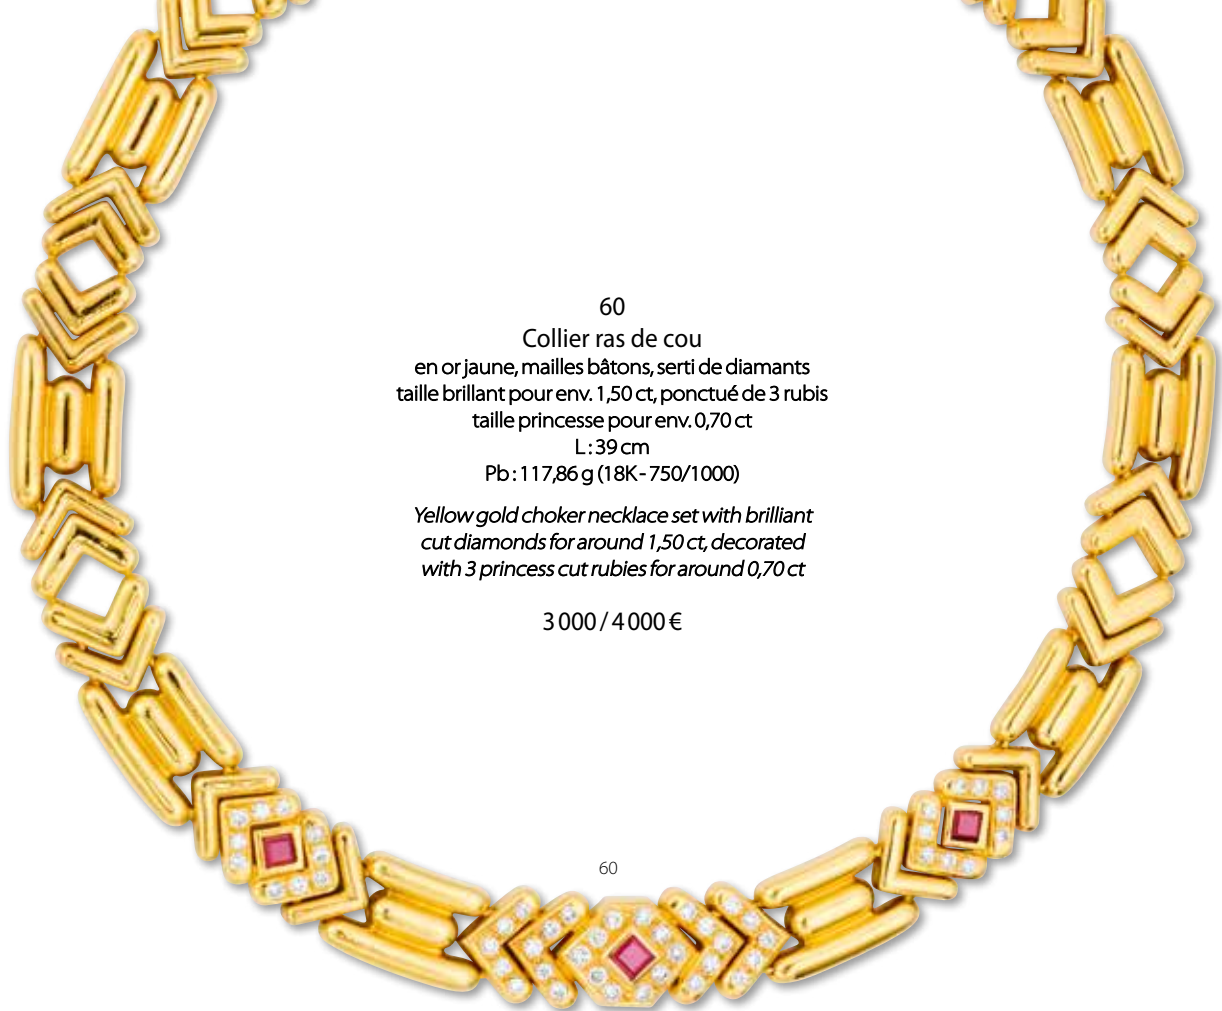 60
Collier ras de cou
en or jaune, mailles bâtons, serti de diamants
taille brillant pour env. 1,50 ct, ponctué de 3 rubis
taille princesse pour env. 0,70 ct
L : 39 cm
Pb : 117,86 g (18K - 750/1000)
Yellow gold choker necklace set with brilliant
cut diamonds for around 1,50 ct, decorated
with 3 princess cut rubies for around 0,70 ct
3 000 / 4 000 €
60